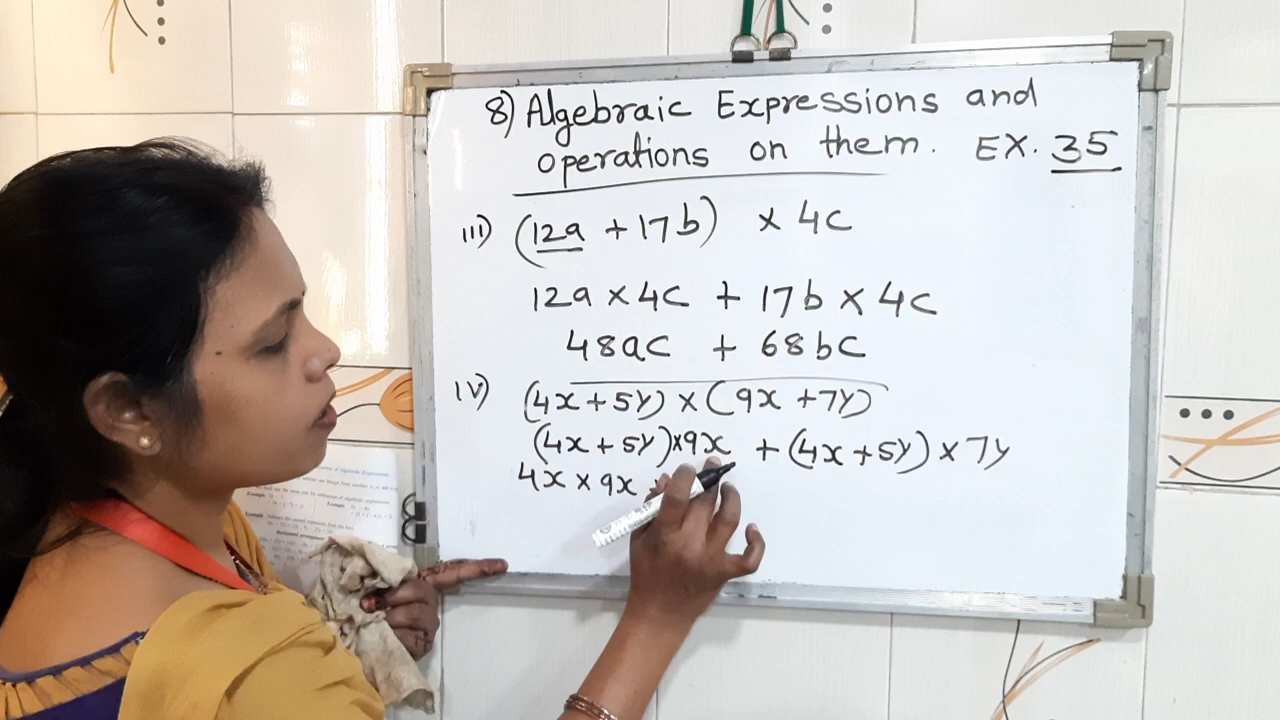 8) Algebraic Expressions and
operations on them. EX. 35
III) (12a + 17b) × 4c
12a × 4c + 17b × 4c
48ac + 68bc
IV) (4x + 5y) × (9x + 7y)
(4x + 5y) × 9x + (4x + 5y) × 7y
4x × 9x